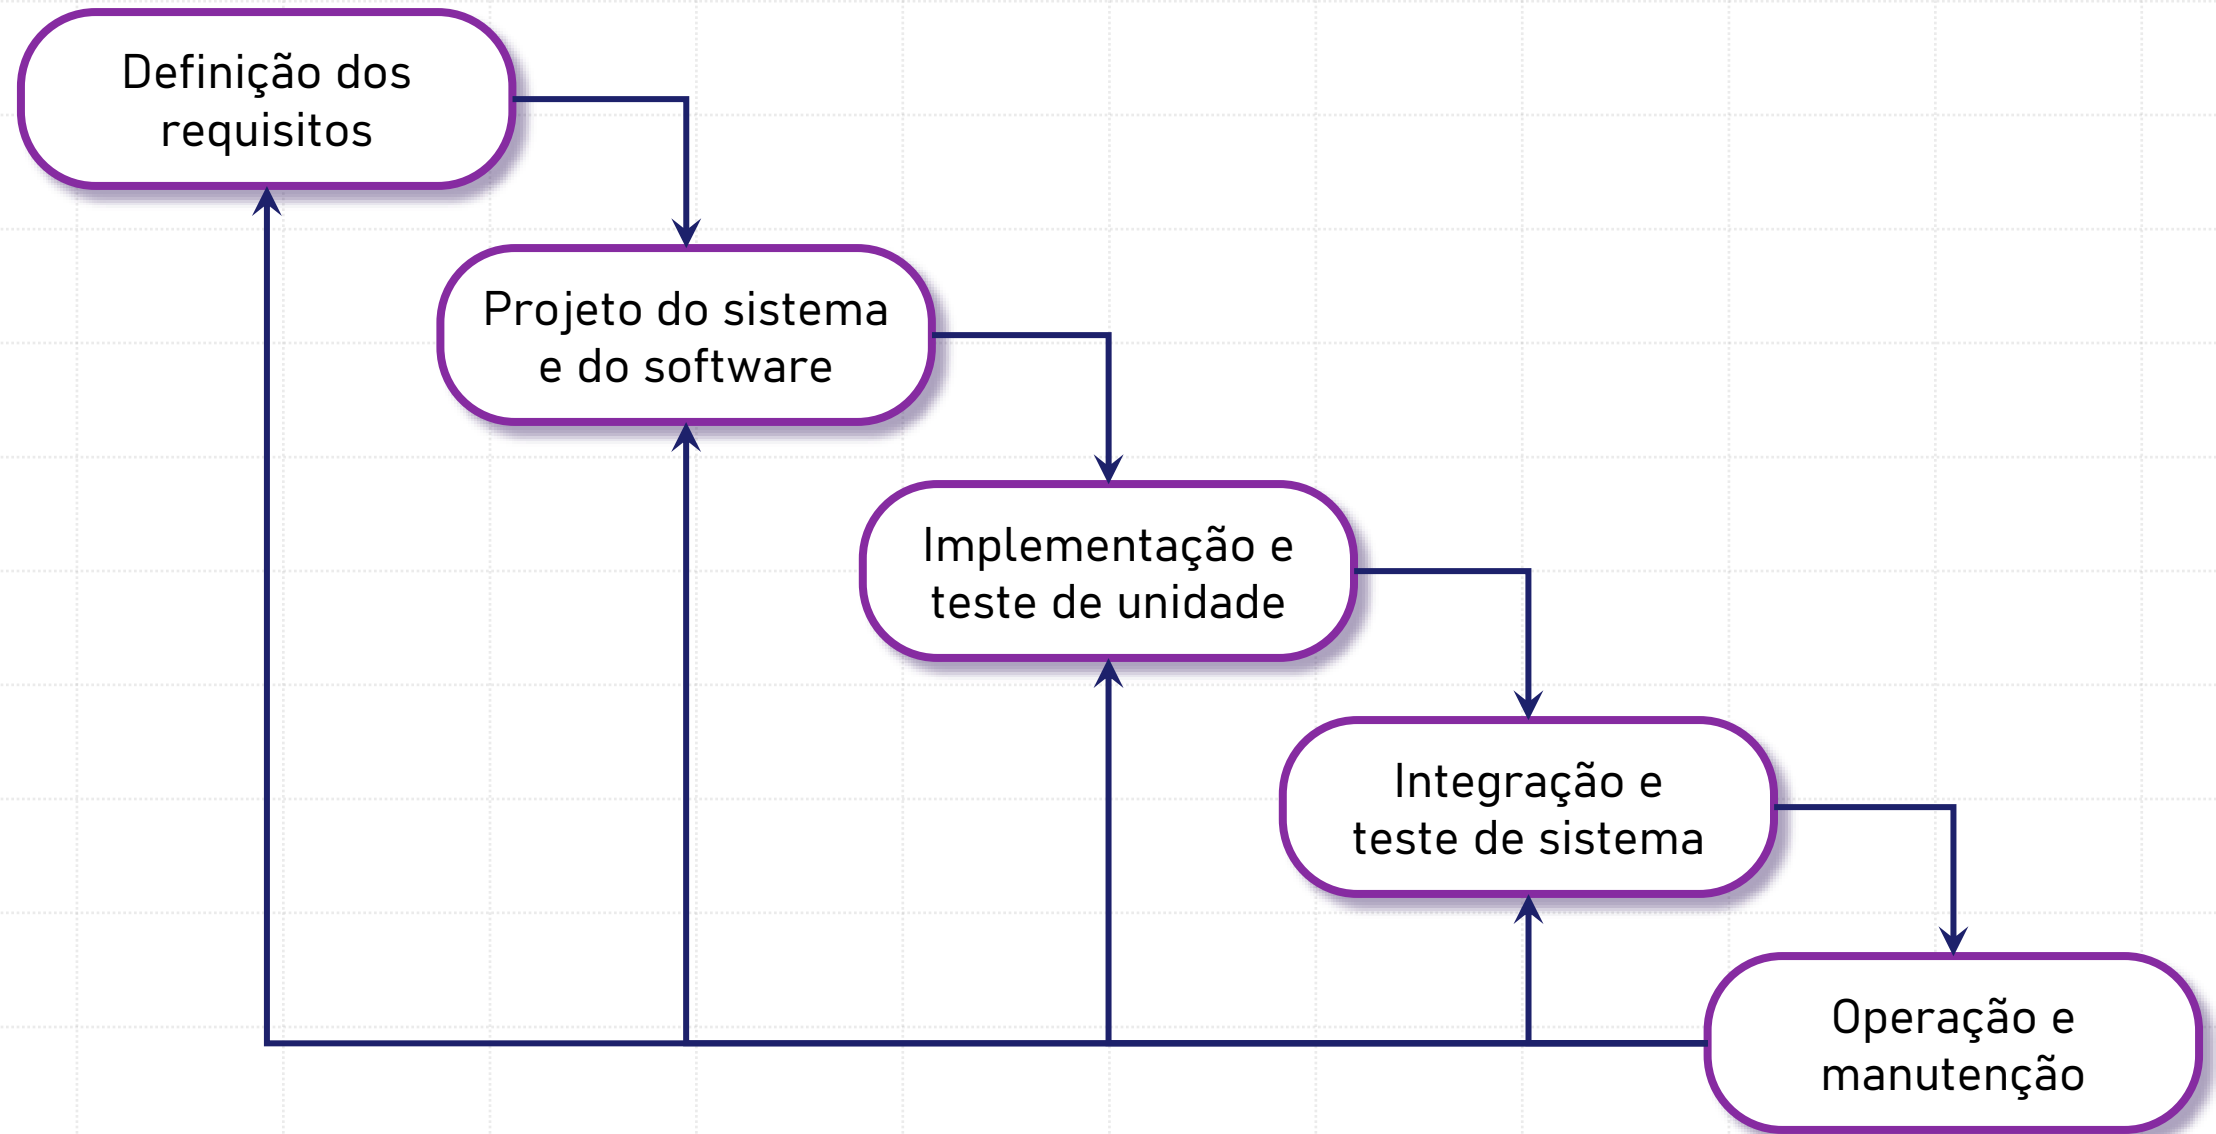 Definição dos
requisitos
Projeto do sistema
e do software
Implementação e
teste de unidade
Integração e
teste de sistema
Operação e
manutenção